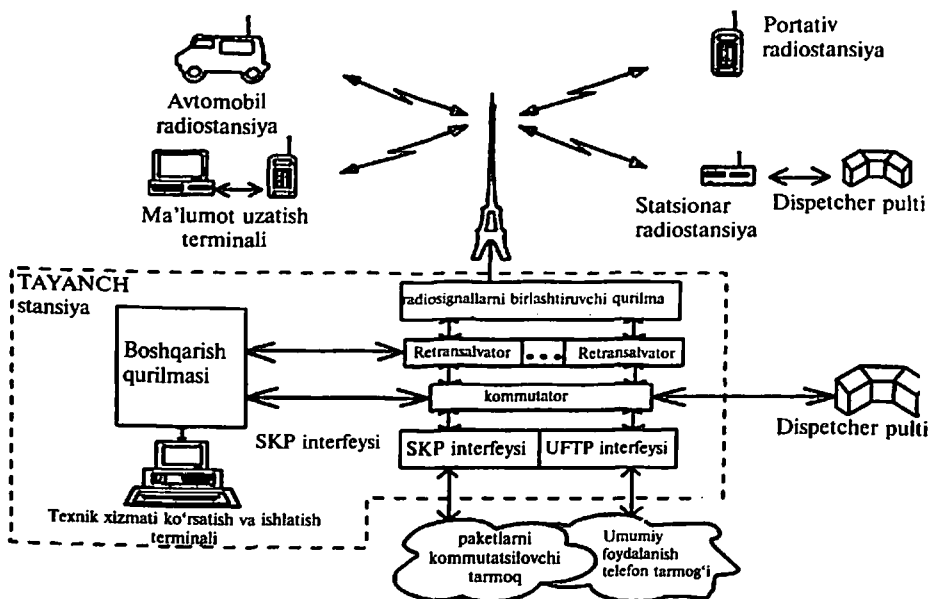 Portativ
radiostansiya
Avtomobil
radiostansiya
Ma'lumot uzatish
terminali
Statsionar
radiostansiya
Dispetcher pulti
TAYANCH
stansiya
radiosignallarni birlashtiruvchi qurilma
Boshqarish
qurilmasi
Retransalvator
Retransalvator
kommutator
SKP interfeysi
SKP interfeysi
UFTP interfeysi
Dispetcher pulti
Texnik xizmati ko‘rsatish va ishlatish
terminali
paketlarni
kommutatsilovchi
tarmoq
Umumiy
foydalanish
telefon tarmog‘i